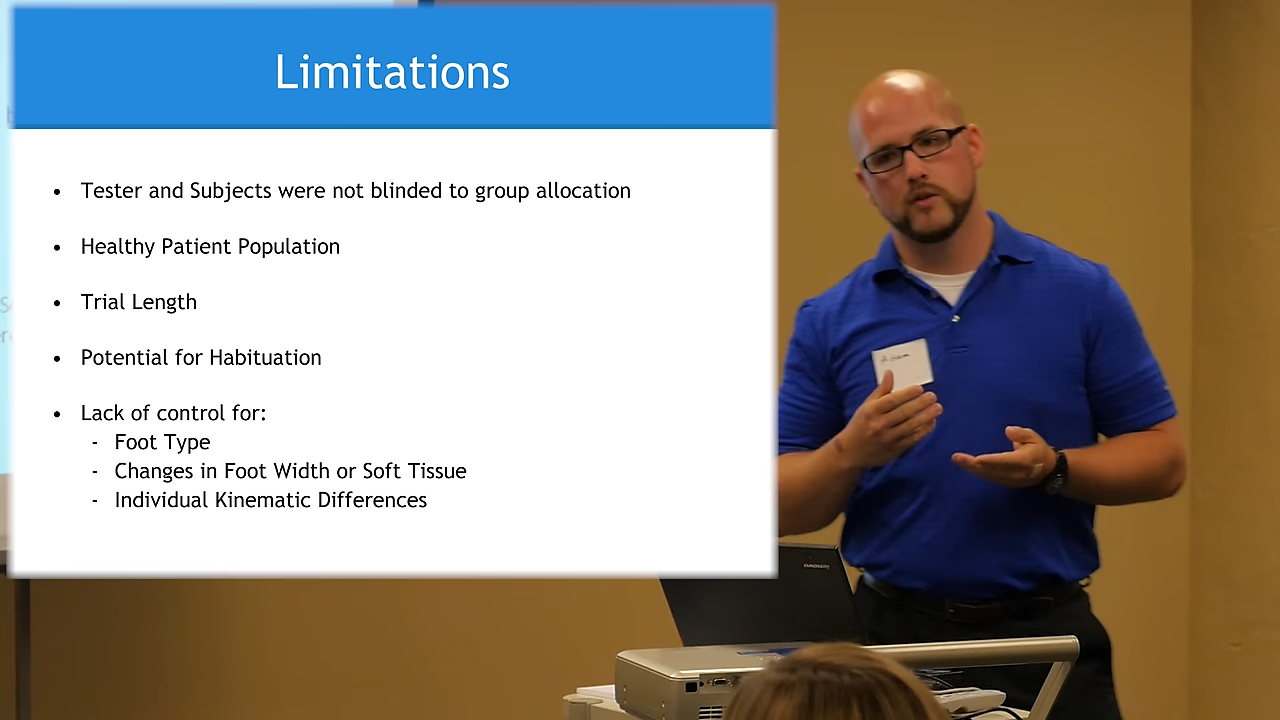 Limitations
• Tester and Subjects were not blinded to group allocation
• Healthy Patient Population
• Trial Length
• Potential for Habituation
• Lack of control for:
- Foot Type
- Changes in Foot Width or Soft Tissue
- Individual Kinematic Differences
Adam